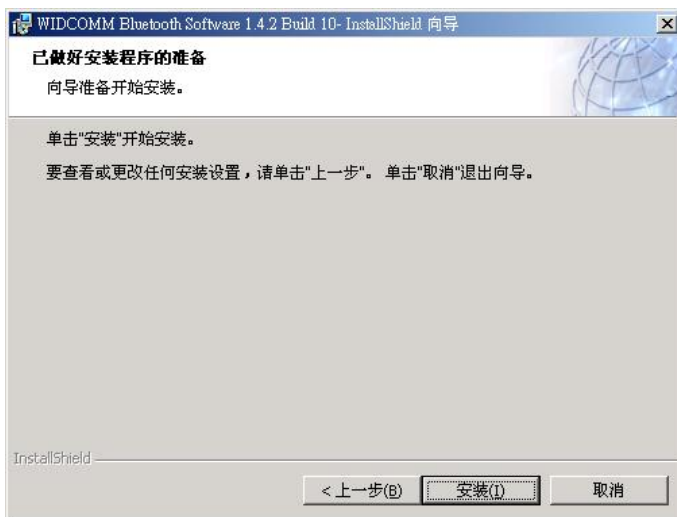 WIDCOMM Bluetooth Software 1.4.2 Build 10- InstallShield 向导
已做好安装程序的准备
向导准备开始安装。
单击"安装"开始安装。
要查看或更改任何安装设置，请单击"上一步"。 单击"取消"退出向导。
InstallShield
< 上一步(B) 安装(I) 取消